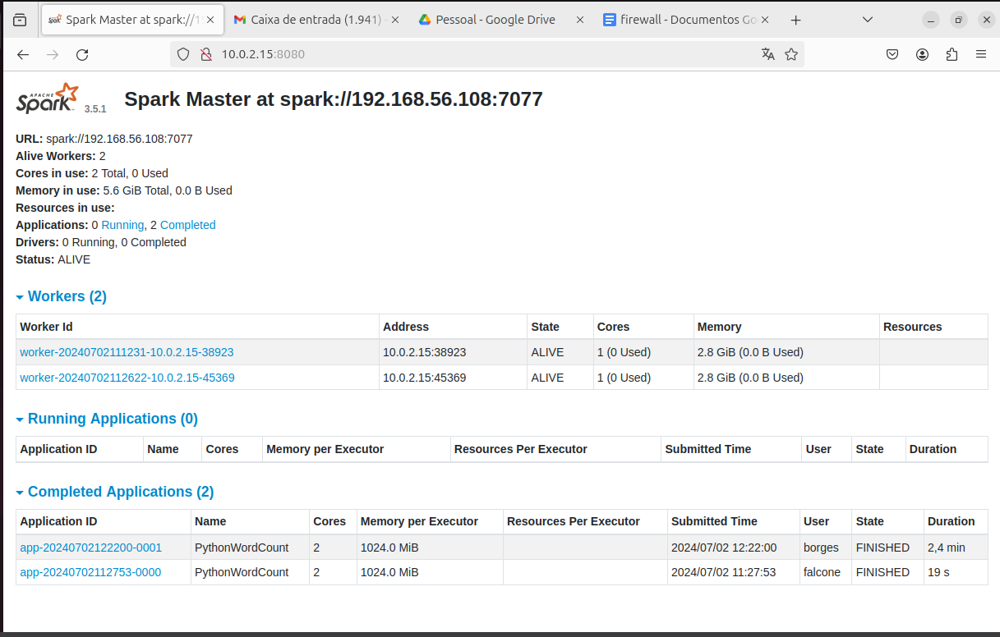 Spark Master at spark://19
Caixa de entrada (1.941) -
Pessoal - Google Drive
firewall - Documentos Go
10.0.2.15:8080
APACHE
Spark 3.5.1
Spark Master at spark://192.168.56.108:7077
URL: spark://192.168.56.108:7077
Alive Workers: 2
Cores in use: 2 Total, 0 Used
Memory in use: 5.6 GiB Total, 0.0 B Used
Resources in use:
Applications: 0 Running, 2 Completed
Drivers: 0 Running, 0 Completed
Status: ALIVE
Workers (2)
Worker Id Address State Cores Memory Resources
worker-20240702111231-10.0.2.15-38923 10.0.2.15:38923 ALIVE 1 (0 Used) 2.8 GiB (0.0 B Used)
worker-20240702112622-10.0.2.15-45369 10.0.2.15:45369 ALIVE 1 (0 Used) 2.8 GiB (0.0 B Used)
Running Applications (0)
Application ID Name Cores Memory per Executor Resources Per Executor Submitted Time User State Duration
Completed Applications (2)
Application ID Name Cores Memory per Executor Resources Per Executor Submitted Time User State Duration
app-20240702122200-0001 PythonWordCount 2 1024.0 MiB 2024/07/02 12:22:00 borges FINISHED 2,4 min
app-20240702112753-0000 PythonWordCount 2 1024.0 MiB 2024/07/02 11:27:53 falcone FINISHED 19 s